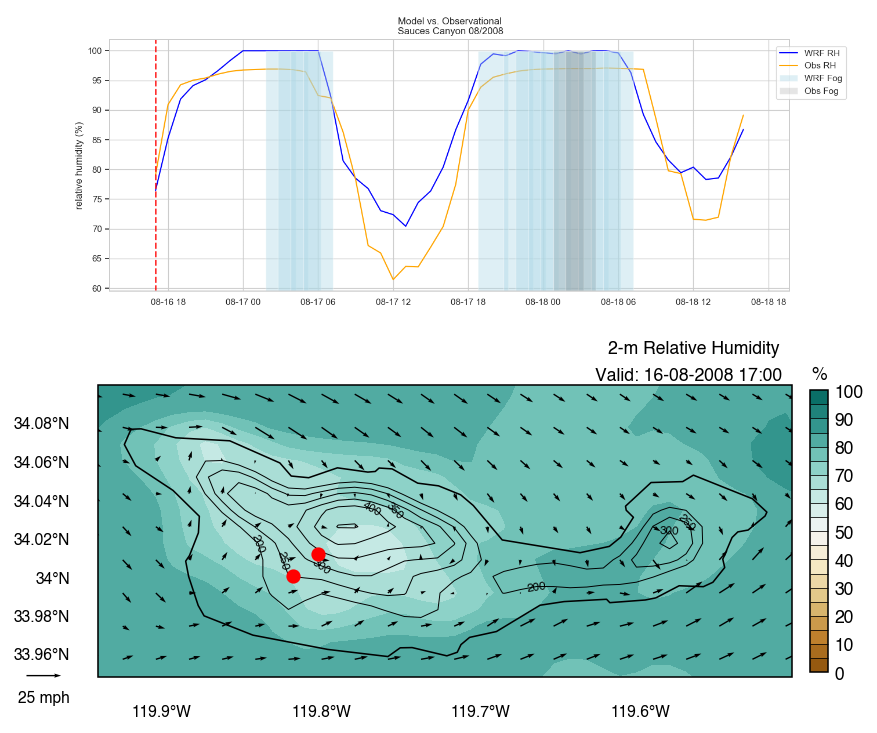 Model vs. Observational
Sauces Canyon 08/2008
relative humidity (%)
100
95
90
85
80
75
70
65
60
08-16 18
08-17 00
08-17 06
08-17 12
08-17 18
08-18 00
08-18 06
08-18 12
08-18 18
WRF RH
Obs RH
WRF Fog
Obs Fog
2-m Relative Humidity
Valid: 16-08-2008 17:00
34.08°N
34.06°N
34.04°N
34.02°N
34°N
33.98°N
33.96°N
25 mph
119.9°W
119.8°W
119.7°W
119.6°W
400
350
200
250
300
200
300
250
%
100
90
80
70
60
50
40
30
20
10
0